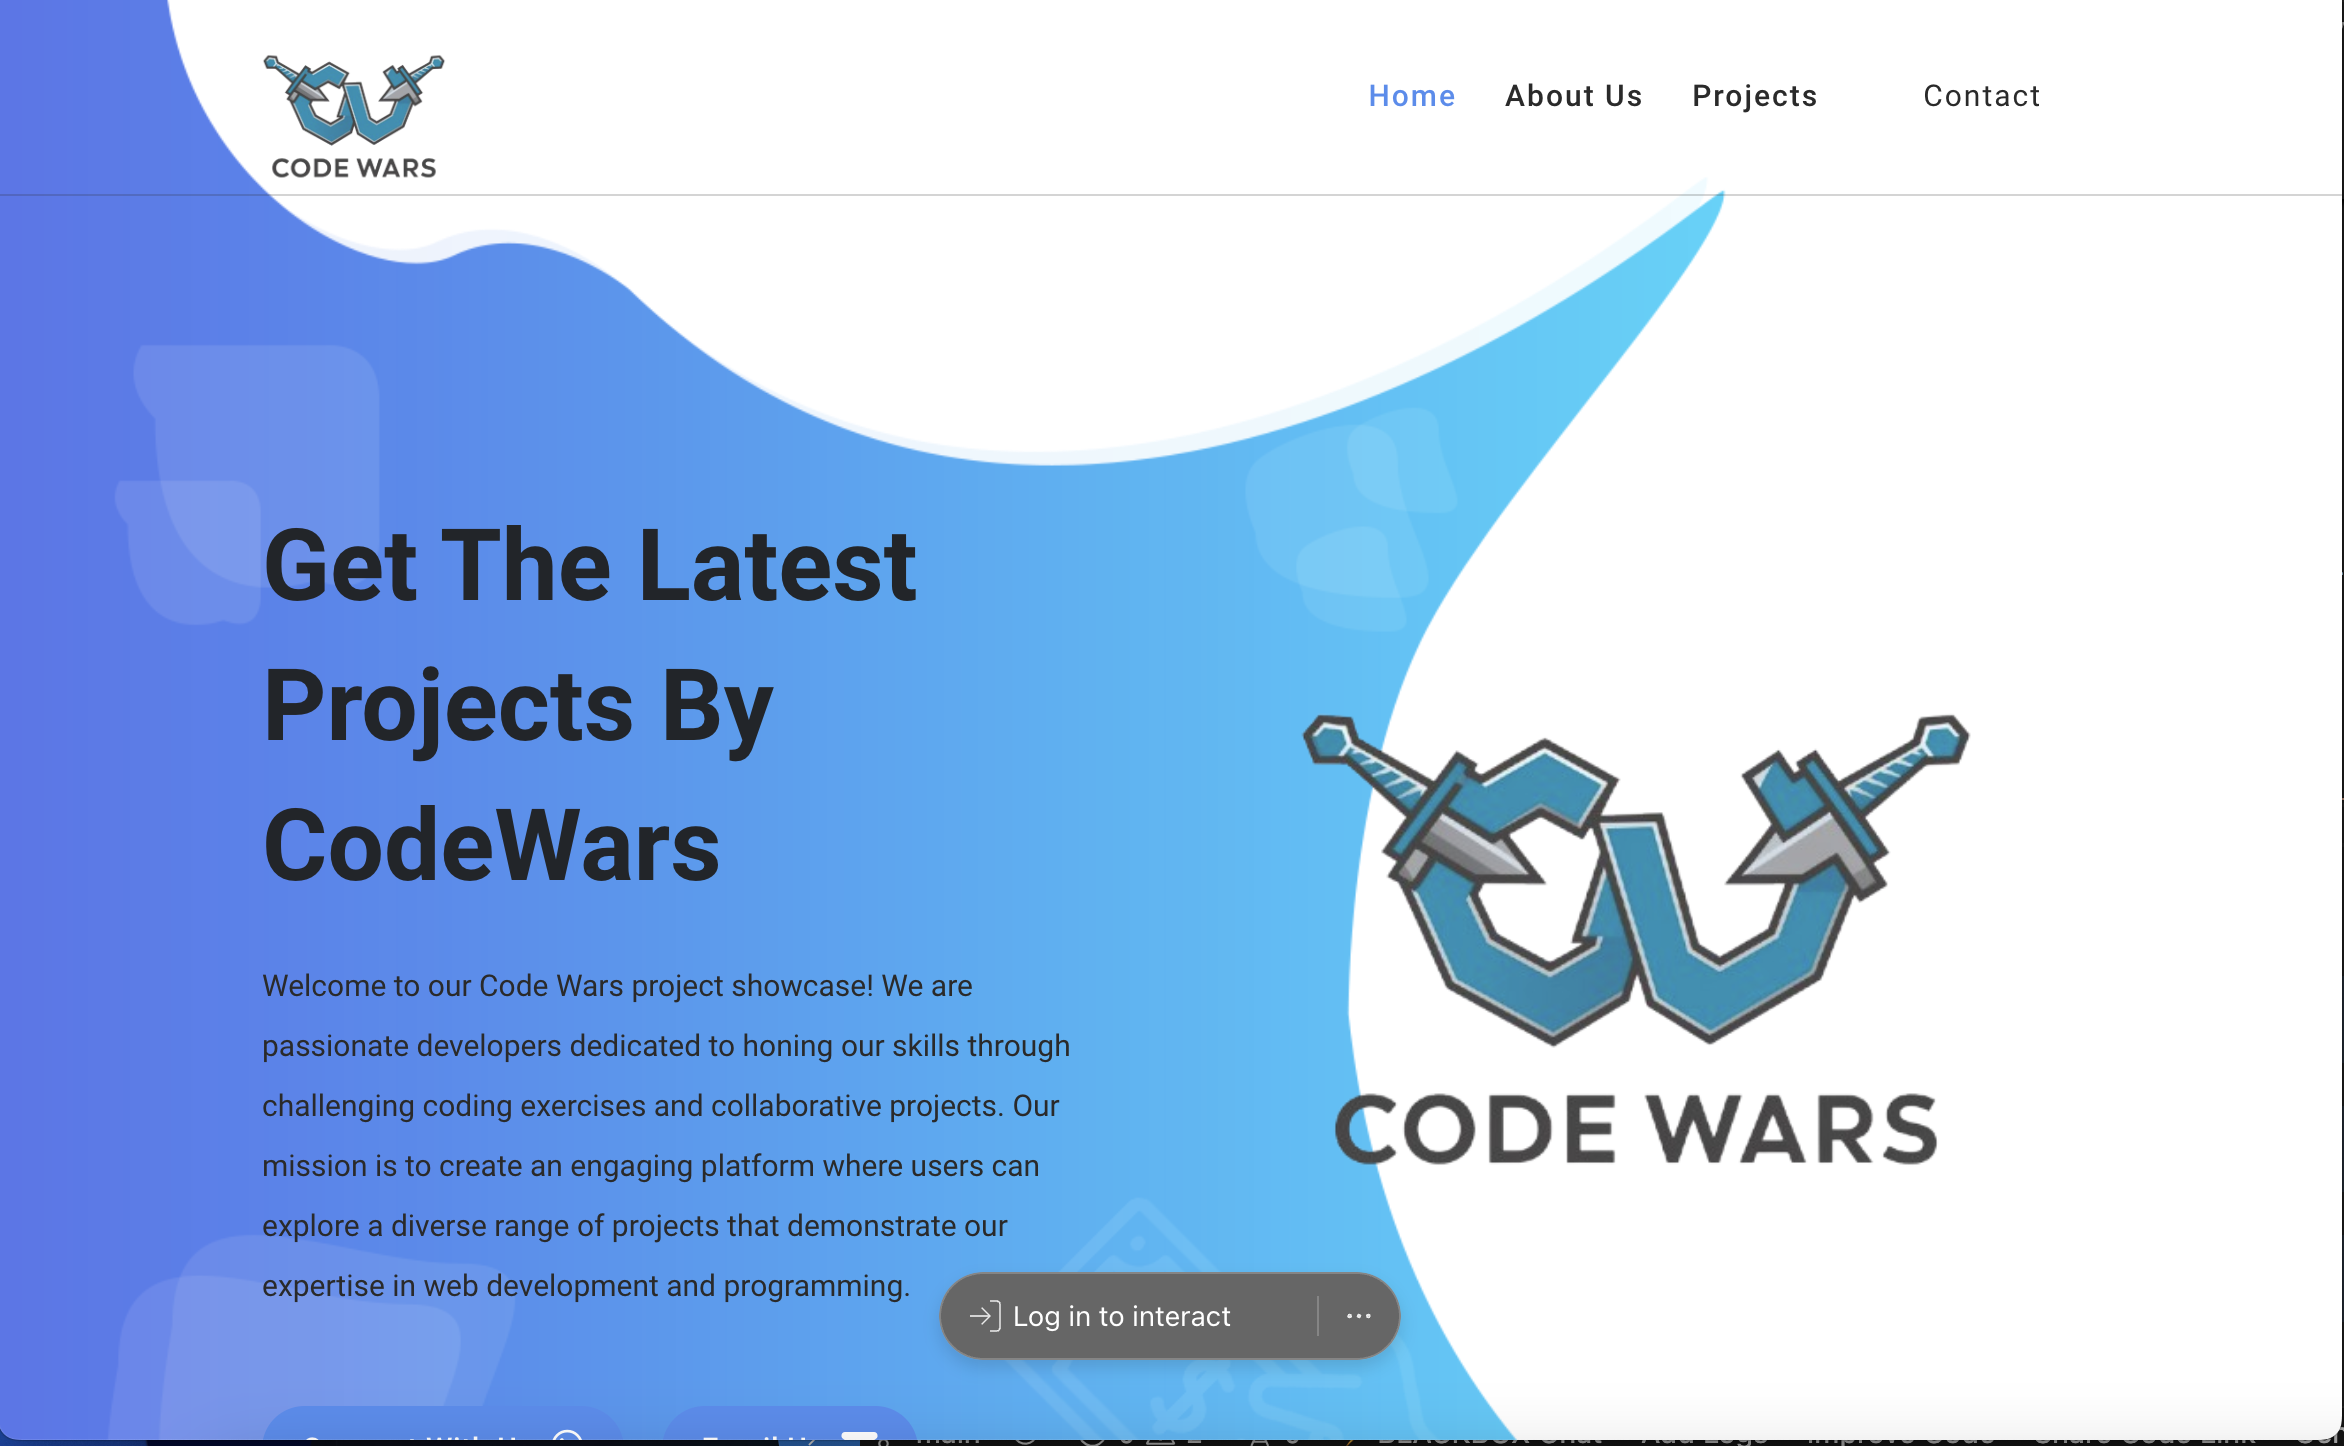 CODE WARS
Home About Us Projects Contact
Get The Latest
Projects By
CodeWars
Welcome to our Code Wars project showcase! We are
passionate developers dedicated to honing our skills through
challenging coding exercises and collaborative projects. Our
mission is to create an engaging platform where users can
explore a diverse range of projects that demonstrate our
expertise in web development and programming.
CODE WARS
Log in to interact